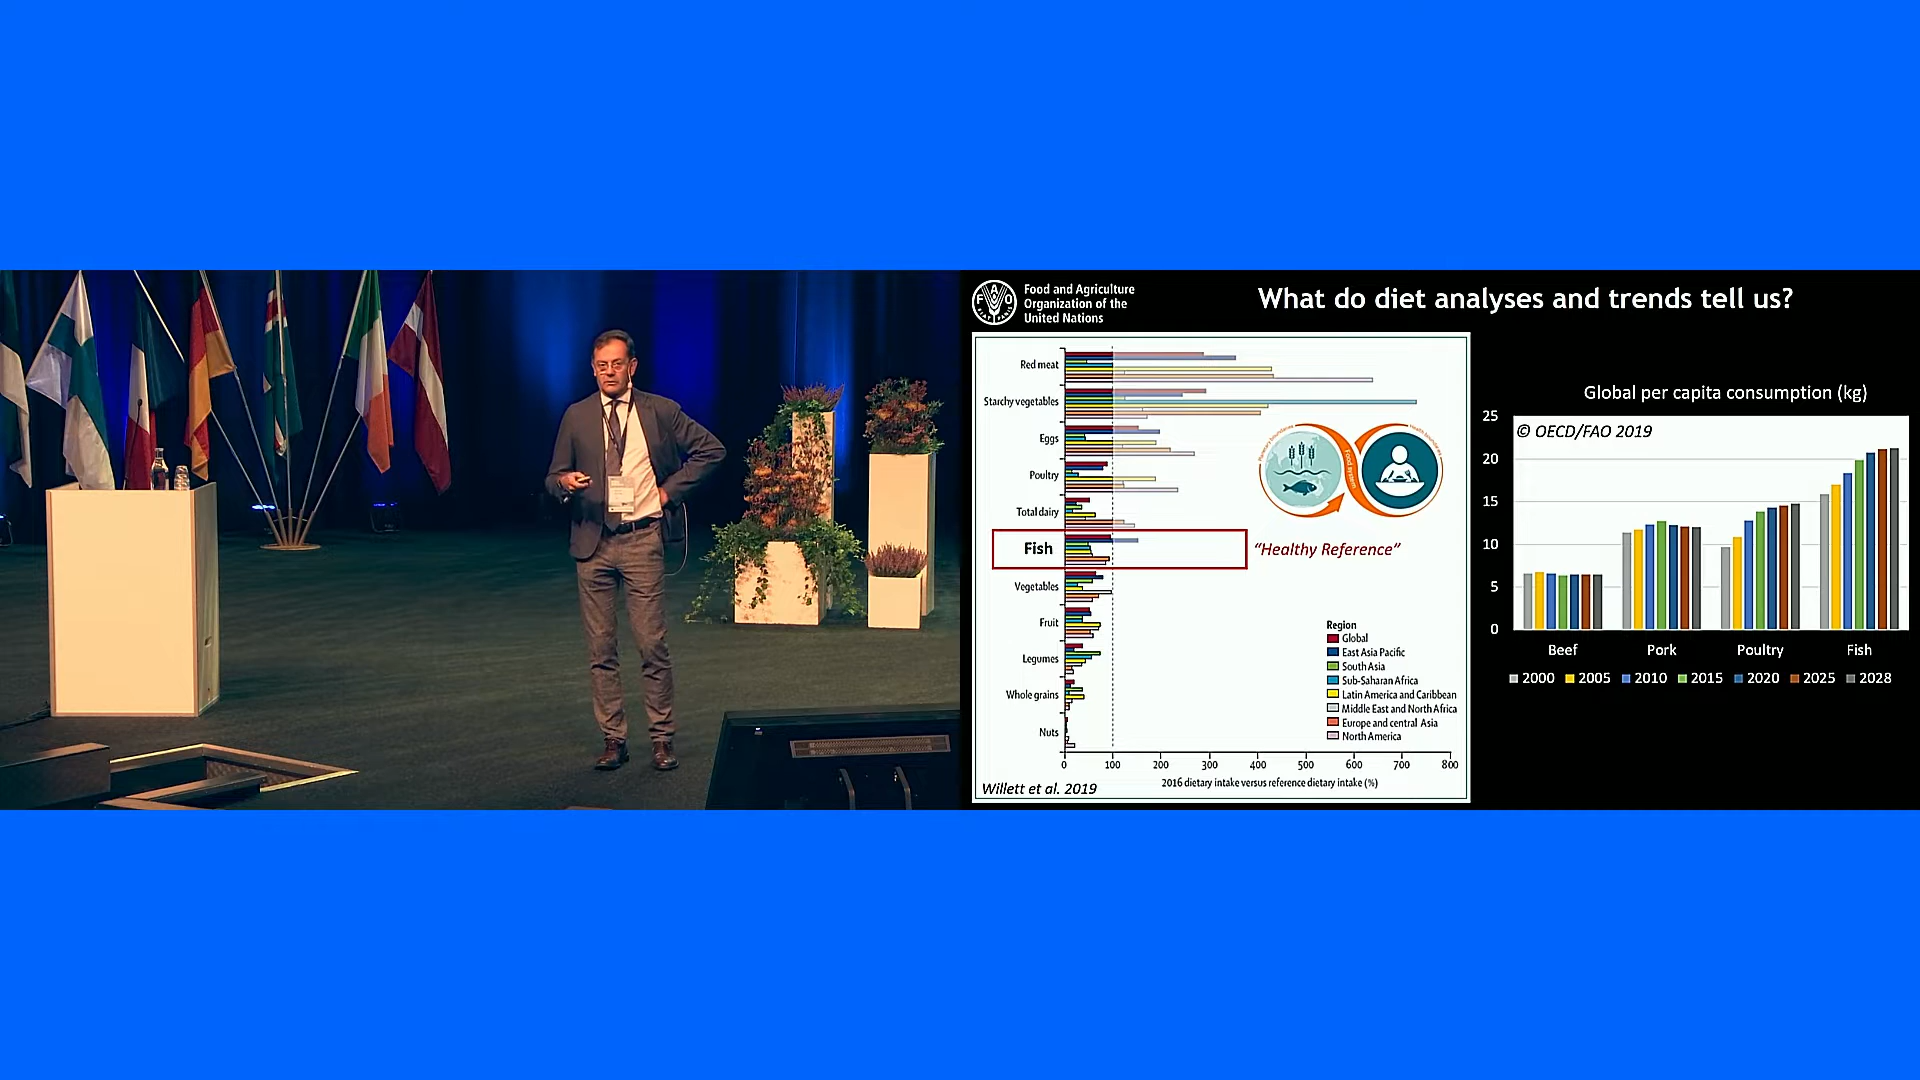 Food and Agriculture
Organization of the
United Nations
What do diet analyses and trends tell us?
Red meat
Starchy vegetables
Eggs
Poultry
Total dairy
Fish
Vegetables
Fruit
Legumes
Whole grains
Nuts
"Healthy Reference"
Region
Global
East Asia Pacific
South Asia
Sub-Saharan Africa
Latin America and Caribbean
Middle East and North Africa
Europe and central Asia
North America
0 100 200 300 400 500 600 700 800
2016 dietary intake versus reference dietary intake (%)
Willett et al. 2019
Global per capita consumption (kg)
© OECD/FAO 2019
25
20
15
10
5
0
Beef Pork Poultry Fish
2000 2005 2010 2015 2020 2025 2028